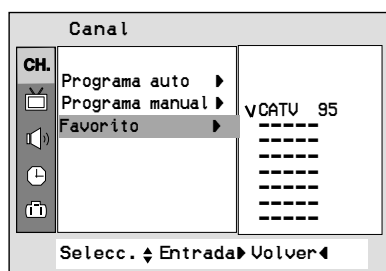 Canal
CH.
Programa auto
Programa manual
Favorito
VCATV 95
-----
-----
-----
-----
-----
-----
-----
Selecc. Entrada Volver